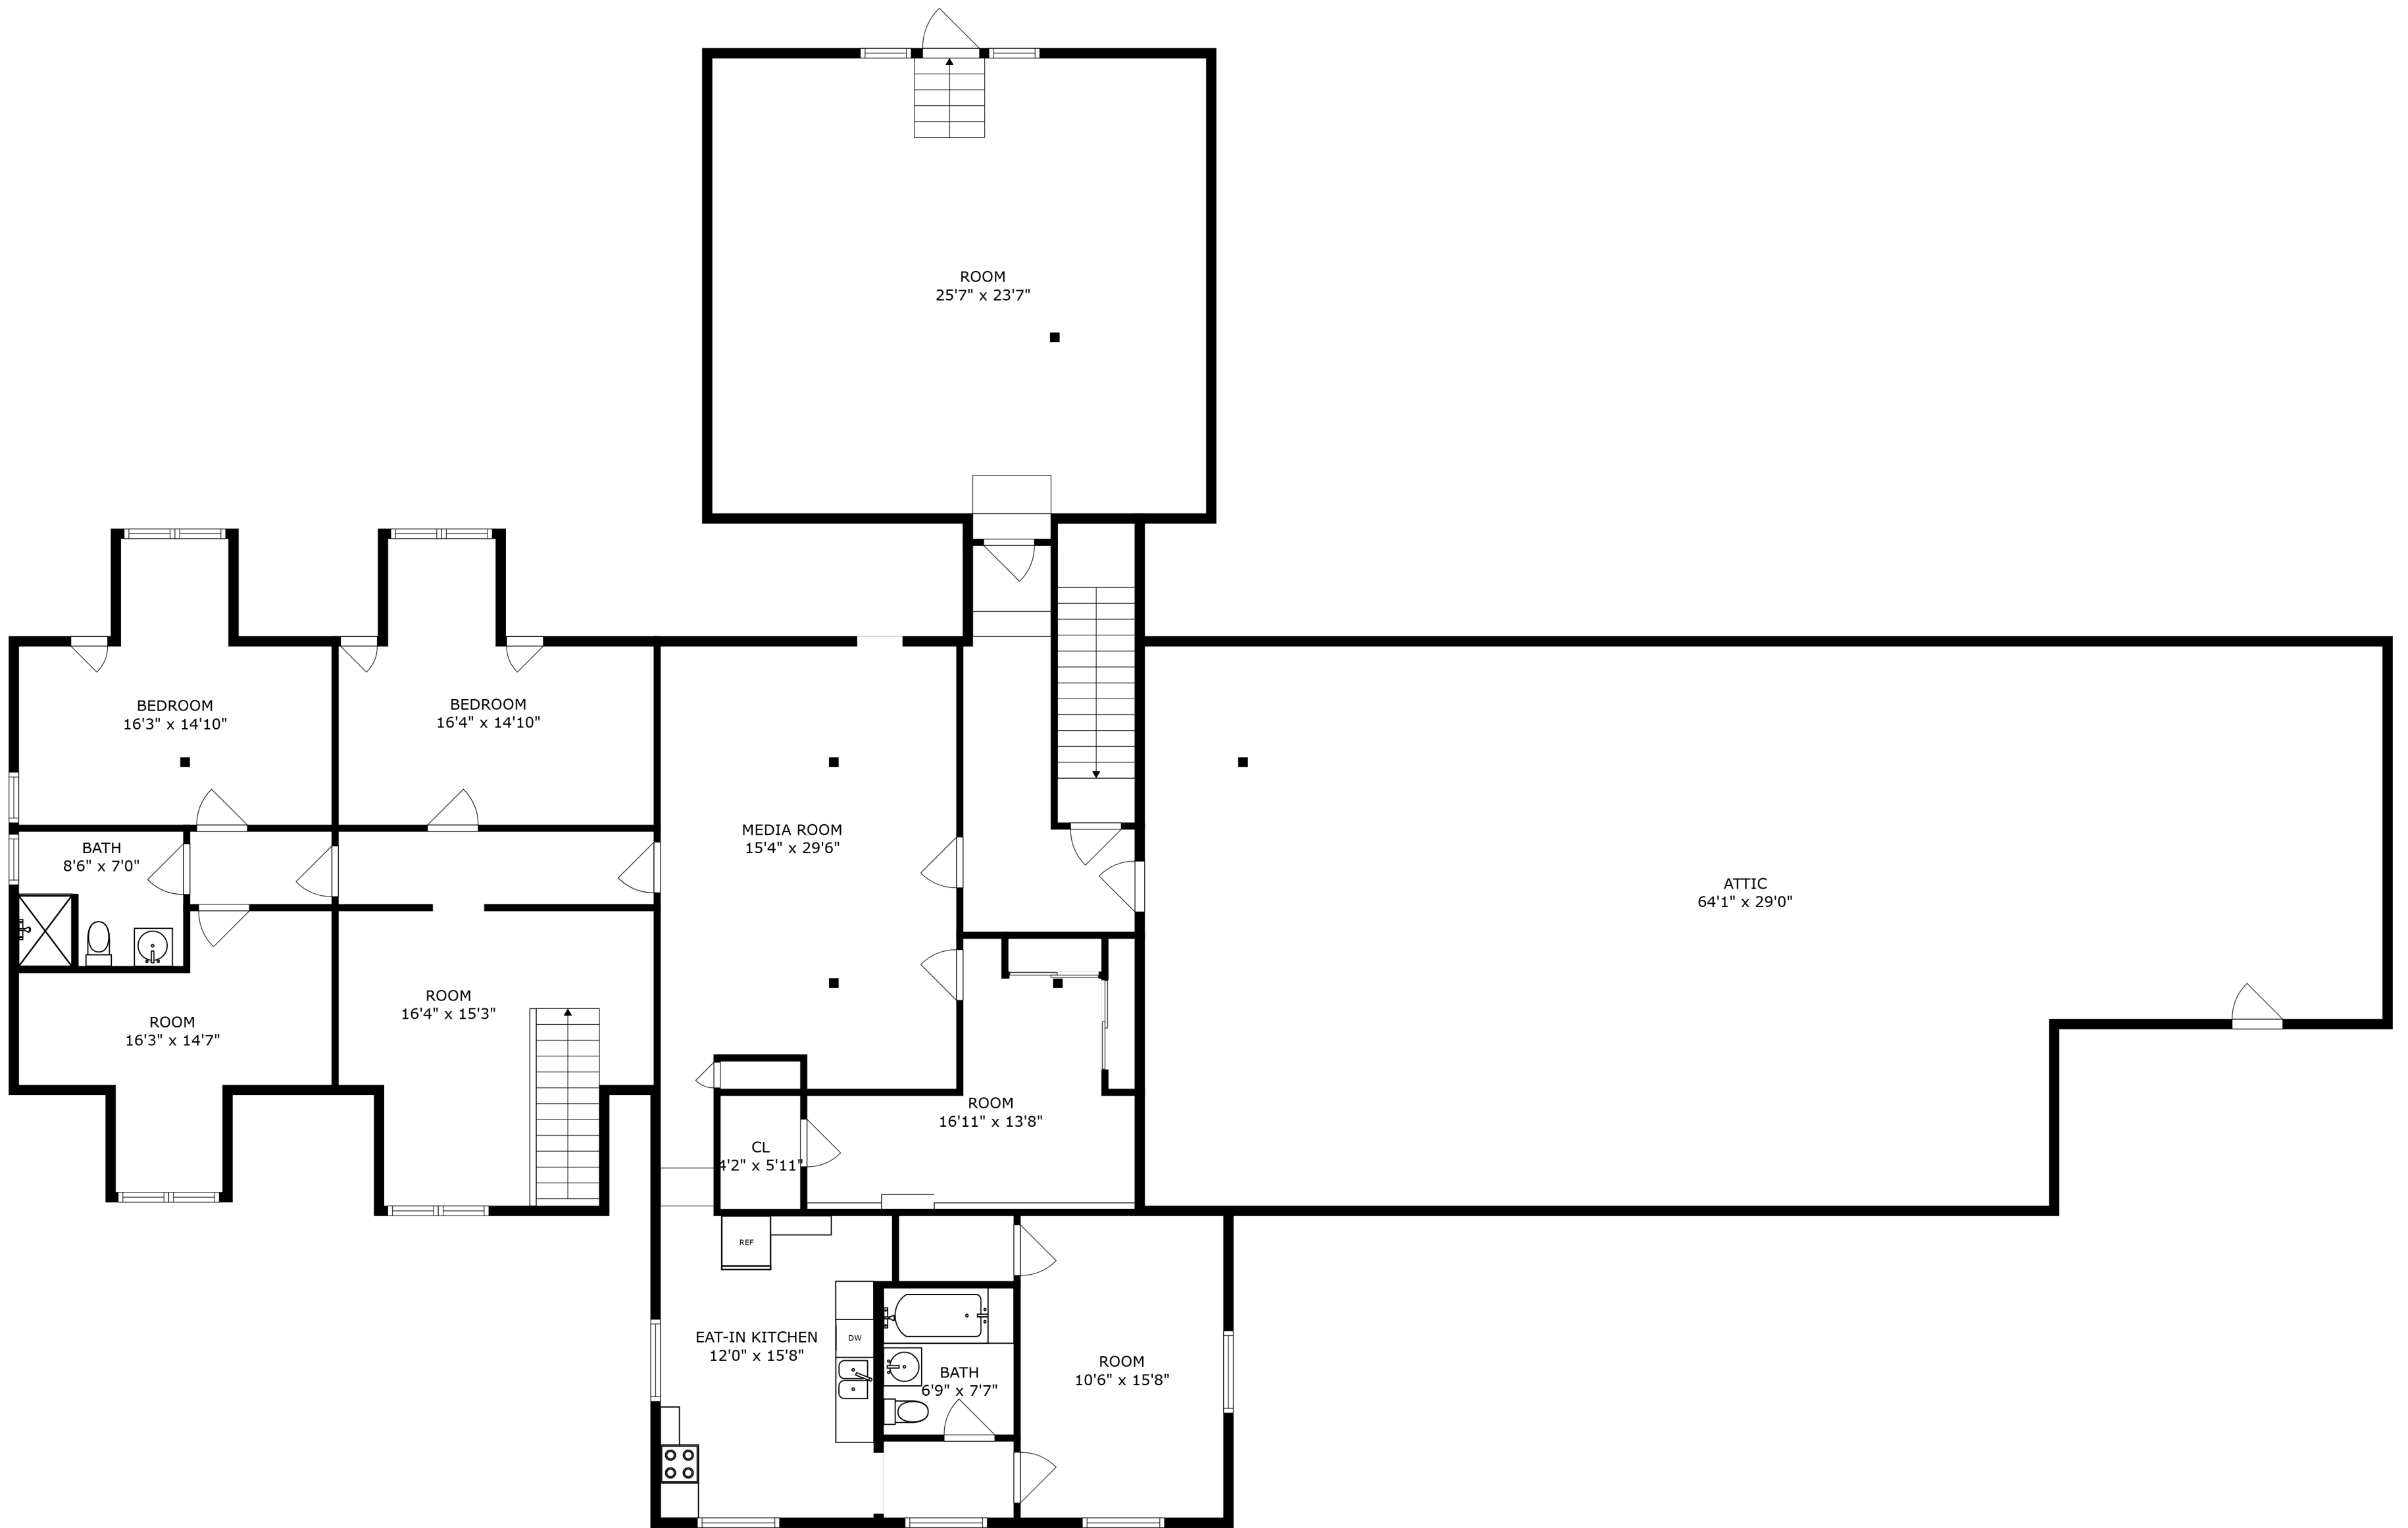 ROOM
25'7" x 23'7"
BEDROOM
16'3" x 14'10"
BEDROOM
16'4" x 14'10"
MEDIA ROOM
15'4" x 29'6"
BATH
8'6" x 7'0"
ATTIC
64'1" x 29'0"
ROOM
16'4" x 15'3"
ROOM
16'3" x 14'7"
ROOM
16'11" x 13'8"
CL
4'2" x 5'11"
REF
EAT-IN KITCHEN
12'0" x 15'8"
DW
BATH
6'9" x 7'7"
ROOM
10'6" x 15'8"